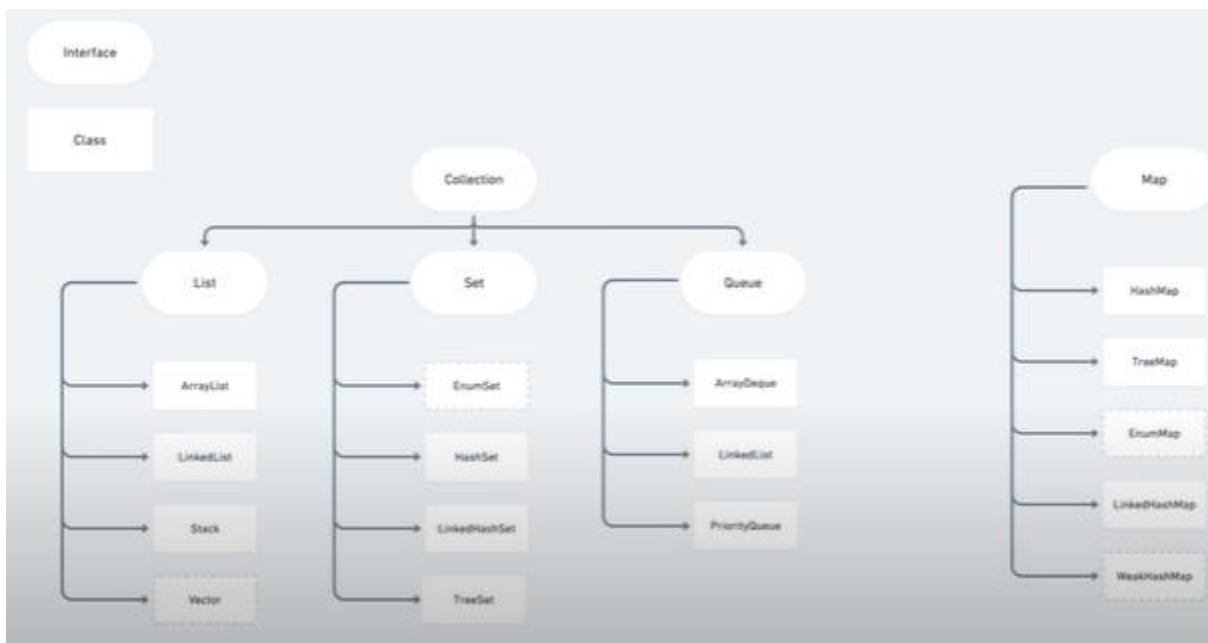 Interface
Class
Collection
Map
List
Set
Queue
HashMap
TreeMap
EnumMap
LinkedHashMap
WeakHashMap
ArrayList
LinkedList
Stack
Vector
EnumSet
HashSet
LinkedHashSet
TreeSet
ArrayDeque
LinkedList
PriorityQueue